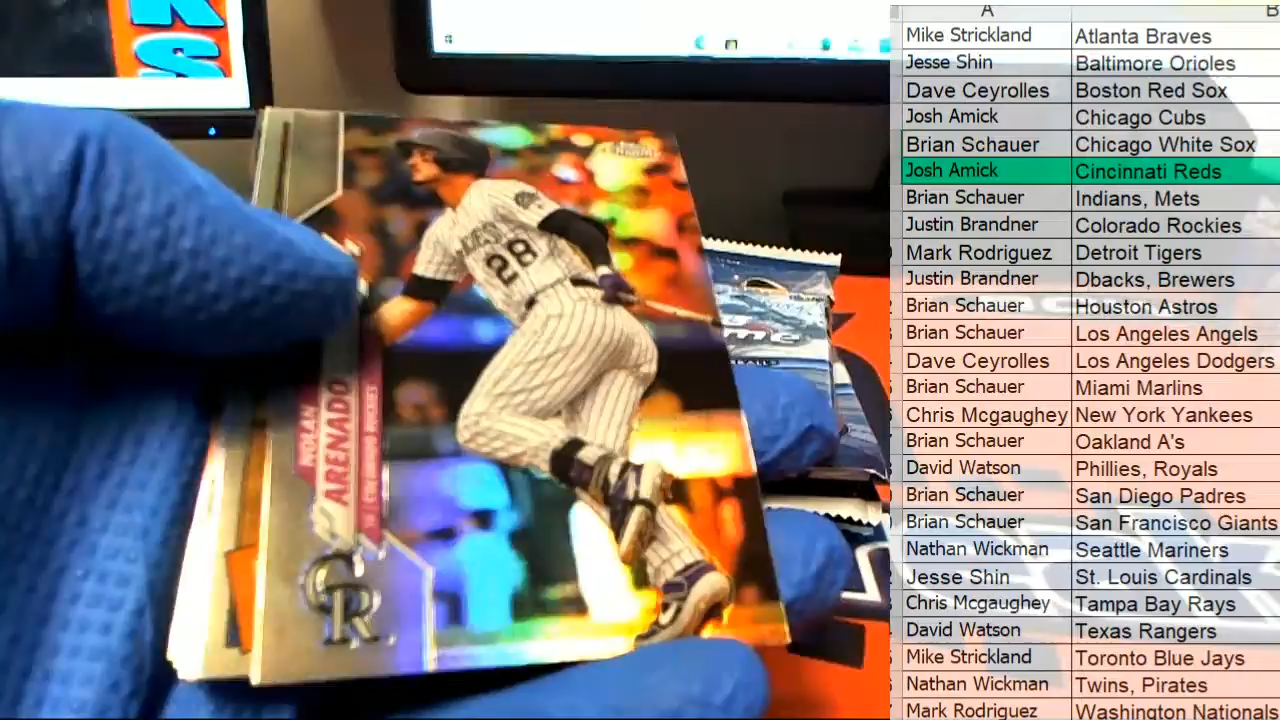 KS
NOLAN
ARENADO
COLORADO ROCKIES
28
CR
A B
Mike Strickland Atlanta Braves
Jesse Shin Baltimore Orioles
Dave Ceyrolles Boston Red Sox
Josh Amick Chicago Cubs
Brian Schauer Chicago White Sox
Josh Amick Cincinnati Reds
Brian Schauer Indians, Mets
Justin Brandner Colorado Rockies
Mark Rodriguez Detroit Tigers
Justin Brandner Dbacks, Brewers
Brian Schauer Houston Astros
Brian Schauer Los Angeles Angels
Dave Ceyrolles Los Angeles Dodgers
Brian Schauer Miami Marlins
Chris Mcgaughey New York Yankees
Brian Schauer Oakland A's
David Watson Phillies, Royals
Brian Schauer San Diego Padres
Brian Schauer San Francisco Giants
Nathan Wickman Seattle Mariners
Jesse Shin St. Louis Cardinals
Chris Mcgaughey Tampa Bay Rays
David Watson Texas Rangers
Mike Strickland Toronto Blue Jays
Nathan Wickman Twins, Pirates
Mark Rodriguez Washington Nationals